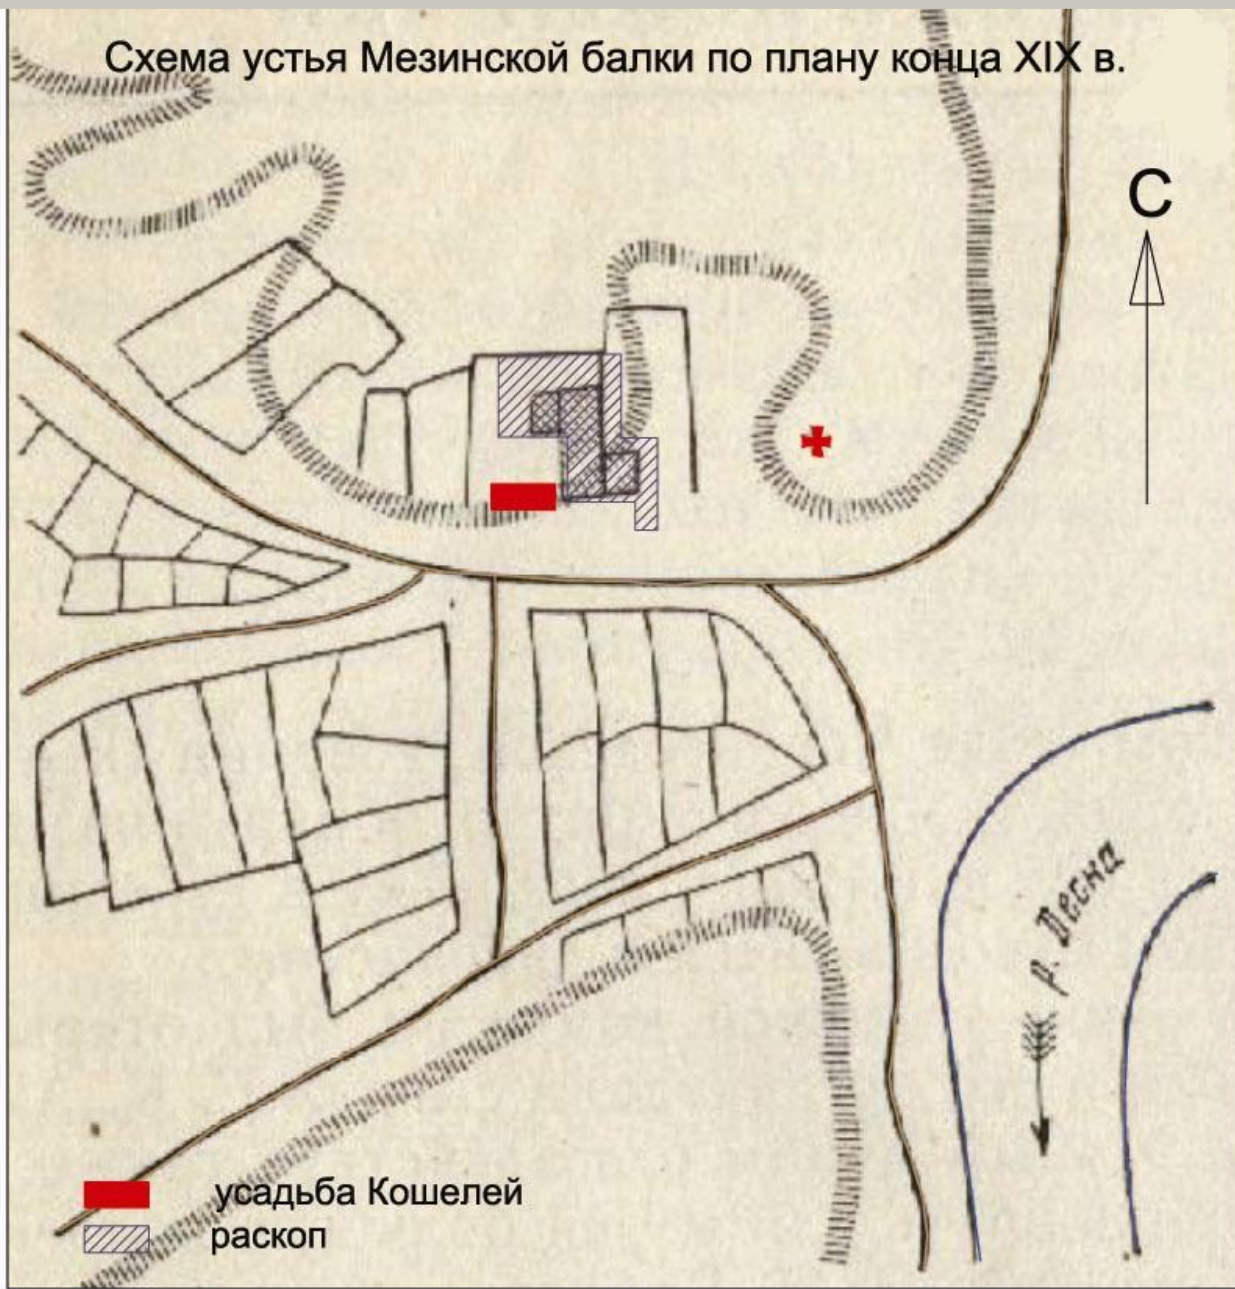 Схема устья Мезинской балки по плану конца XIX в.
С
р. Десна
усадьба Кошелей
раскоп